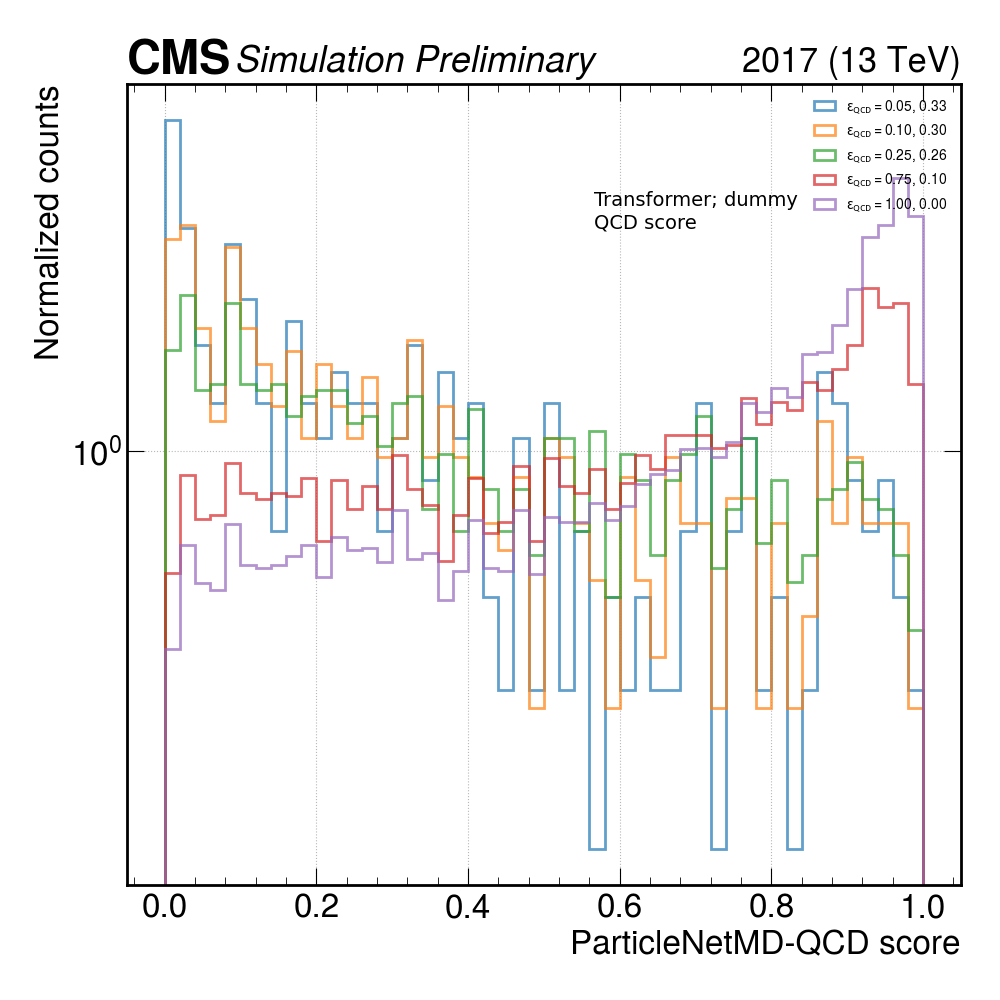 CMS Simulation Preliminary 2017 (13 TeV)
Normalized counts
10⁰
ε_QCD = 0.05, 0.33
ε_QCD = 0.10, 0.30
ε_QCD = 0.25, 0.26
ε_QCD = 0.75, 0.10
ε_QCD = 1.00, 0.00
Transformer; dummy
QCD score
0.0 0.2 0.4 0.6 0.8 1.0
ParticleNetMD-QCD score